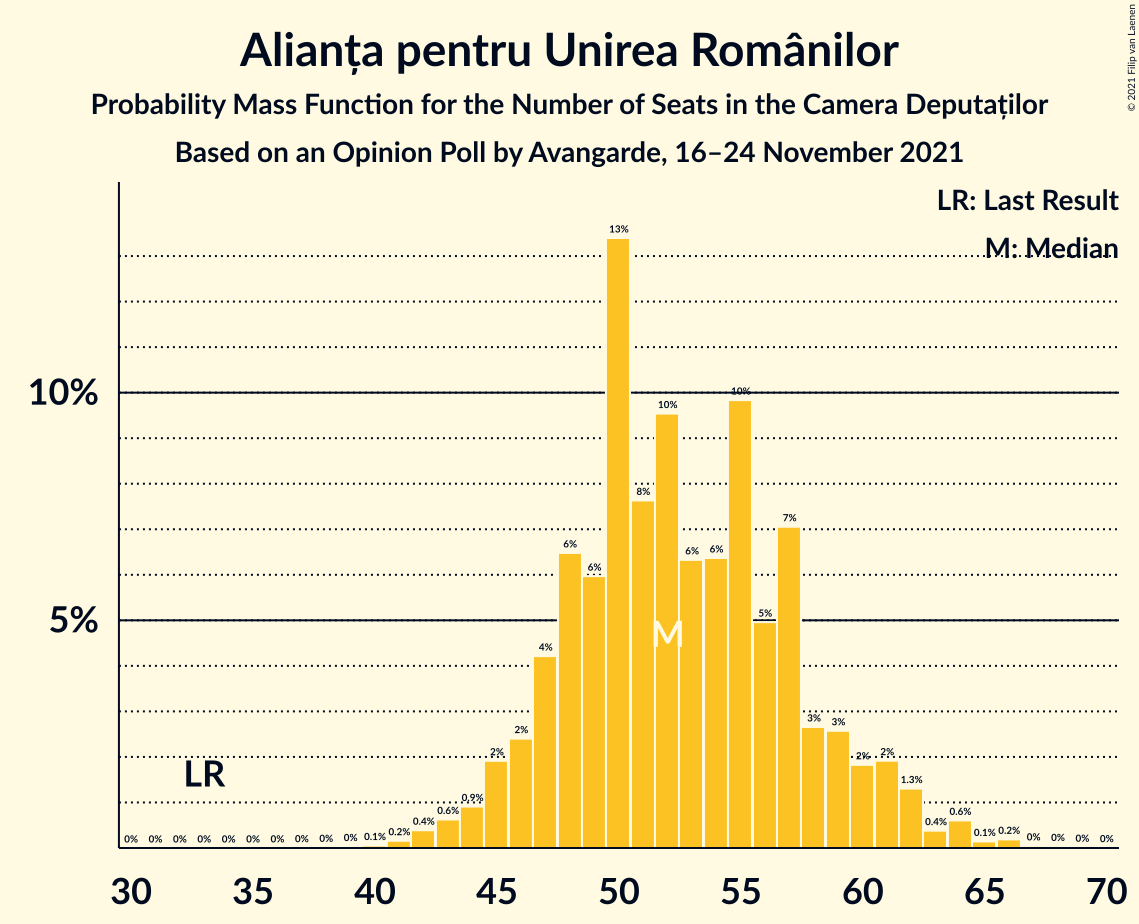 Alianța pentru Unirea Românilor
Probability Mass Function for the Number of Seats in the Camera Deputaților
Based on an Opinion Poll by Avangarde, 16–24 November 2021
© 2021 Filip van Laenen
LR: Last Result
M: Median
10%
5%
0% 0% 0% 0% 0% 0% 0% 0% 0% 0% 0.1% 0.2% 0.4% 0.6% 0.9% 2% 2% 4% 6% 6% 13% 8% 10% 6% 6% 10% 5% 7% 3% 3% 2% 2% 1.3% 0.4% 0.6% 0.1% 0.2% 0% 0% 0% 0%
M
LR
30 35 40 45 50 55 60 65 70